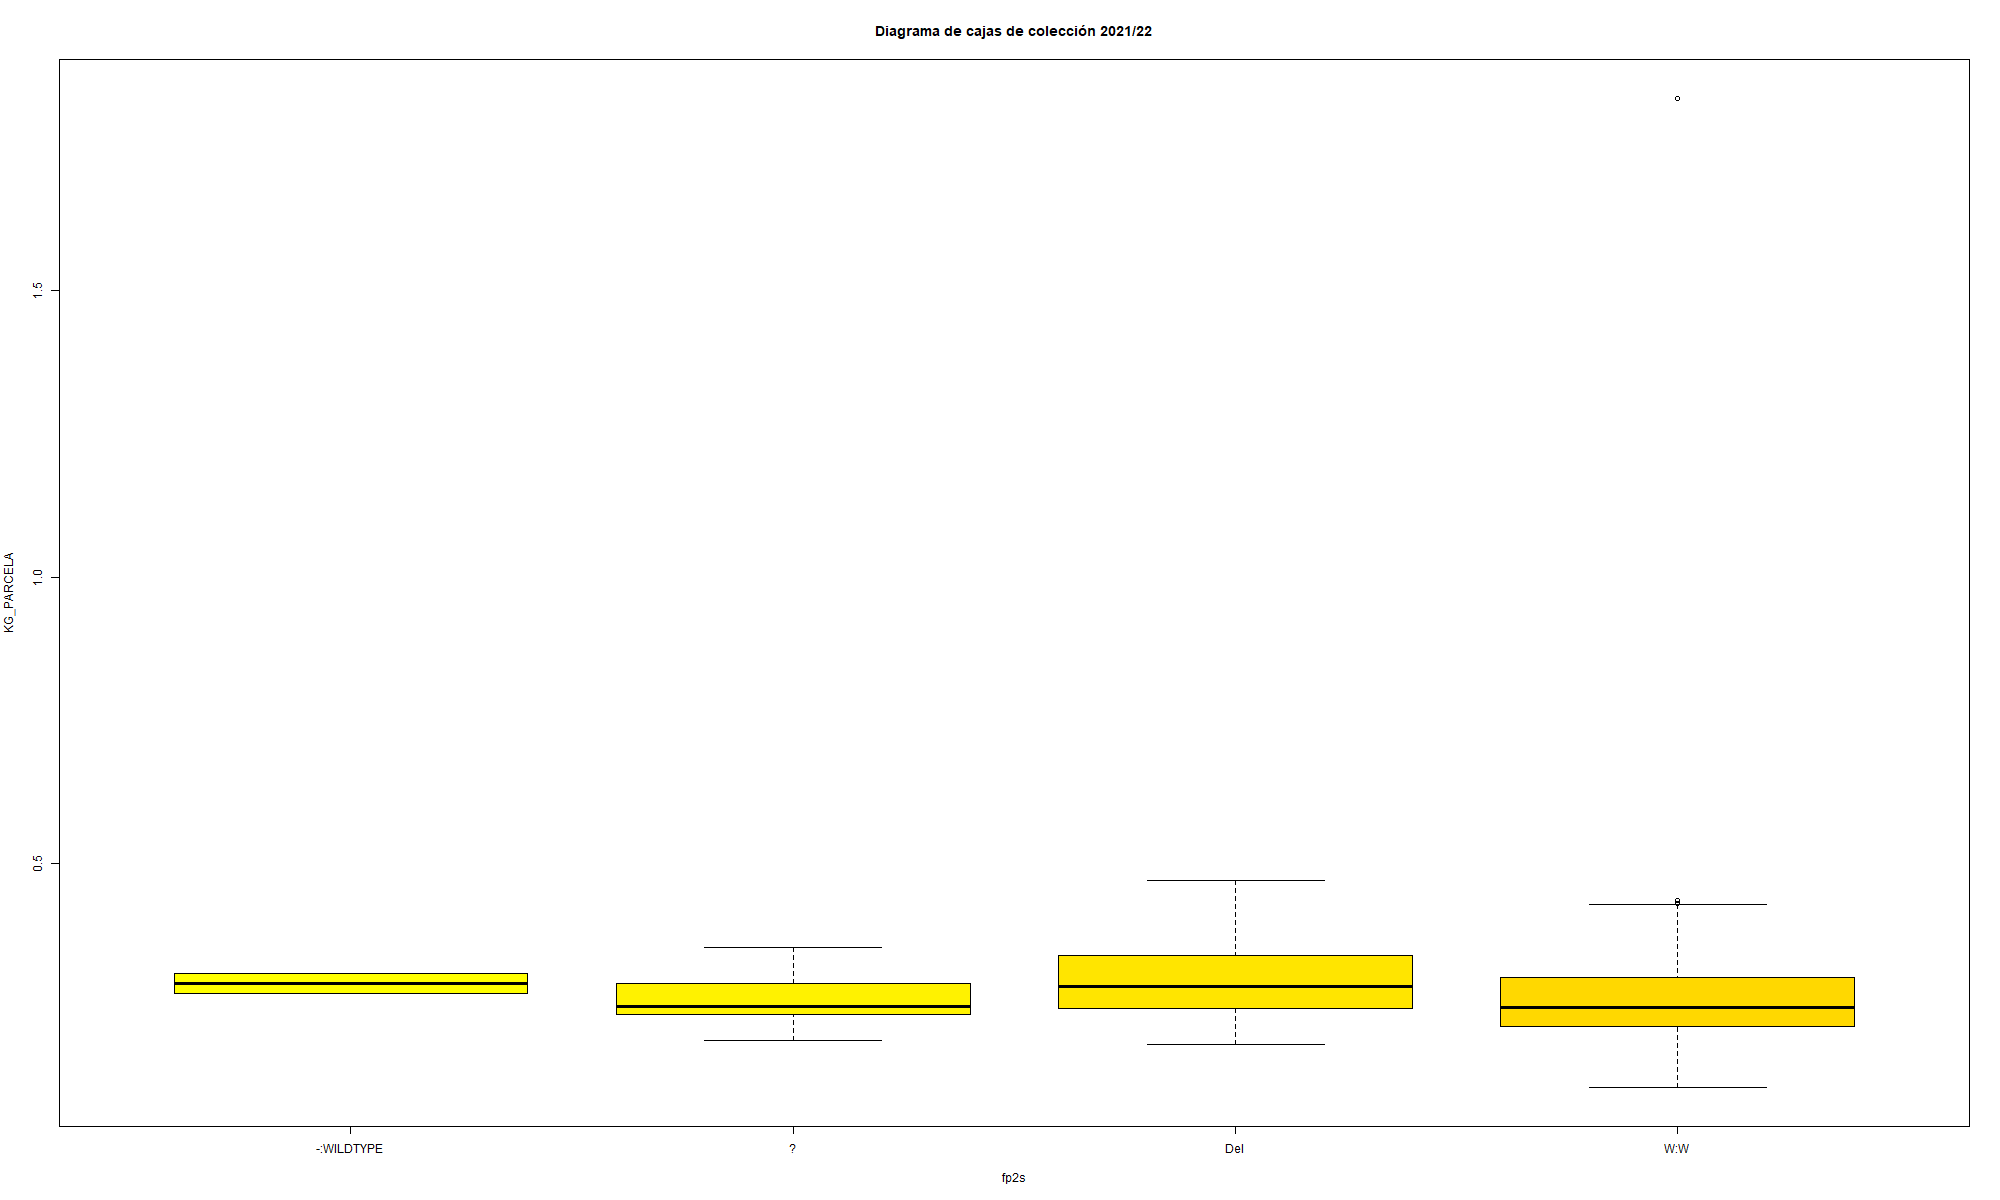 Diagrama de cajas de colección 2021/22
KG_PARCELA
1.5
1.0
0.5
-:WILDTYPE
?
Del
W:W
fp2s